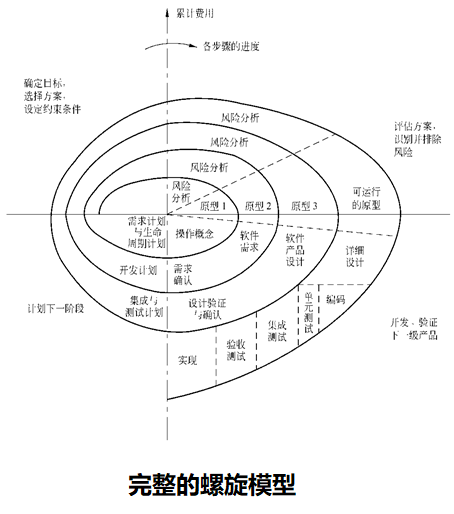 累计费用
各步骤的进度
确定目标，
选择方案，
设定约束条件
风险分析
风险分析
风险分析
风险
分析
评估方案，
识别并排除
风险
原型 1
原型 2
原型 3
可运行
的原型
需求计划
与生命
周期计划
操作概念
软件
需求
软件
产品
设计
详细
设计
开发计划
需求
确认
计划下一阶段
集成与
测试计划
设计验证
与确认
单
元
测
试
编码
集成
测试
验收
测试
实现
开发、验证
下一级产品
完整的螺旋模型